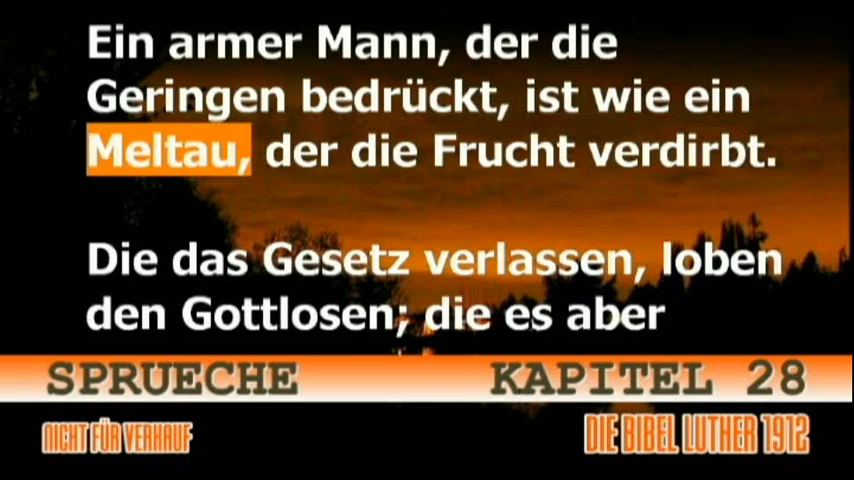 Ein armer Mann, der die
Geringen bedrückt, ist wie ein
Meltau, der die Frucht verdirbt.
Die das Gesetz verlassen, loben
den Gottlosen; die es aber
SPRUECHE KAPITEL 28
NICHT FÜR VERKAUF DIE BIBEL LUTHER 1912